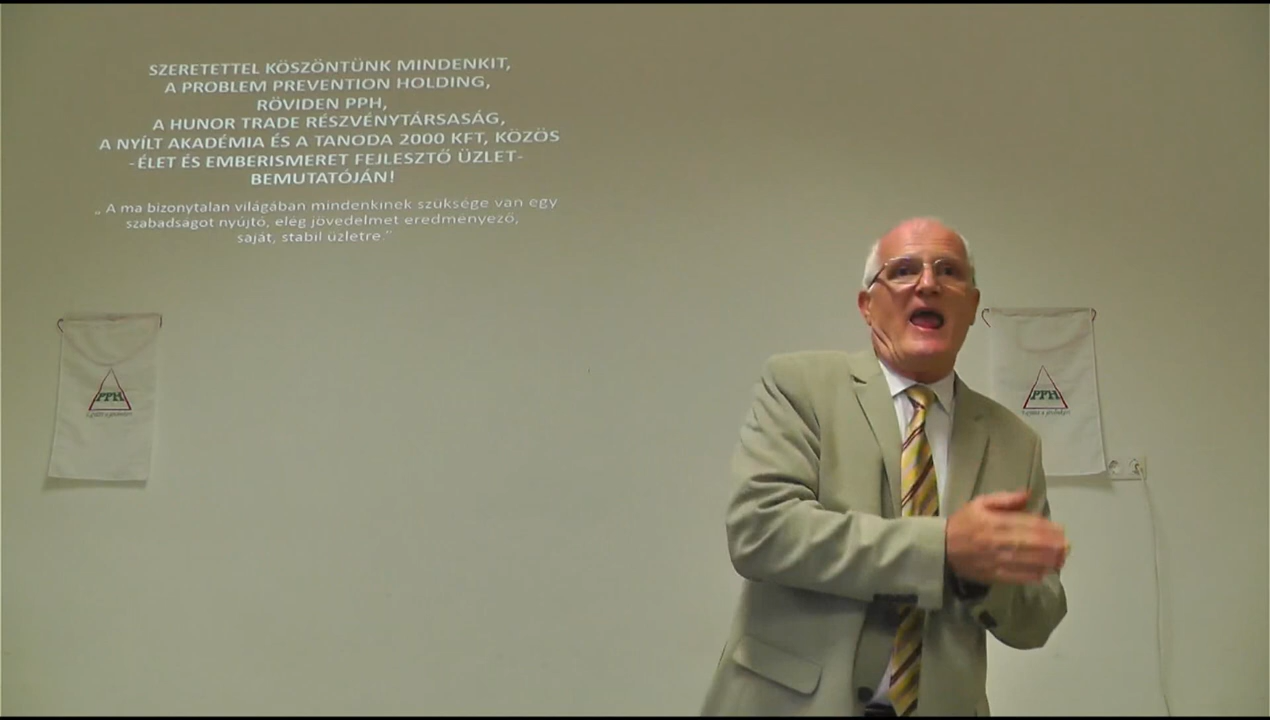 SZERETETTEL KÖSZÖNTÜNK MINDENKIT,
A PROBLEM PREVENTION HOLDING,
RÖVIDEN PPH,
A HUNOR TRADE RÉSZVÉNYTÁRSASÁG,
A NYÍLT AKADÉMIA ÉS A TANODA 2000 KFT, KÖZÖS
-ÉLET ÉS EMBERISMERET FEJLESZTŐ ÜZLET-
BEMUTATÓJÁN!
„ A ma bizonytalan világában mindenkinek szüksége van egy
szabadságot nyújtó, elég jövedelmet eredményező,
saját, stabil üzletre.”
PPH
PPH